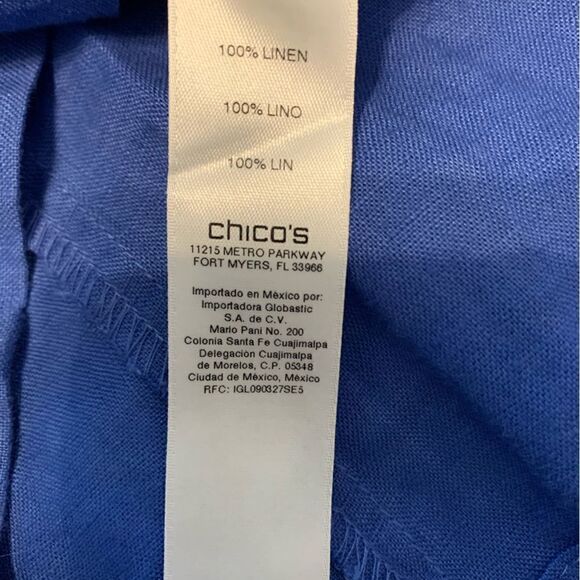 100% LINEN
100% LINO
100% LIN
chico's
11215 METRO PARKWAY
FORT MYERS, FL 33966
Importado en México por:
Importadora Globastic
S.A. de C.V.
Mario Pani No. 200
Colonia Santa Fe Cuajimalpa
Delegación Cuajimalpa
de Morelos, C.P. 05348
Ciudad de México, México
RFC: IGL090327SE5